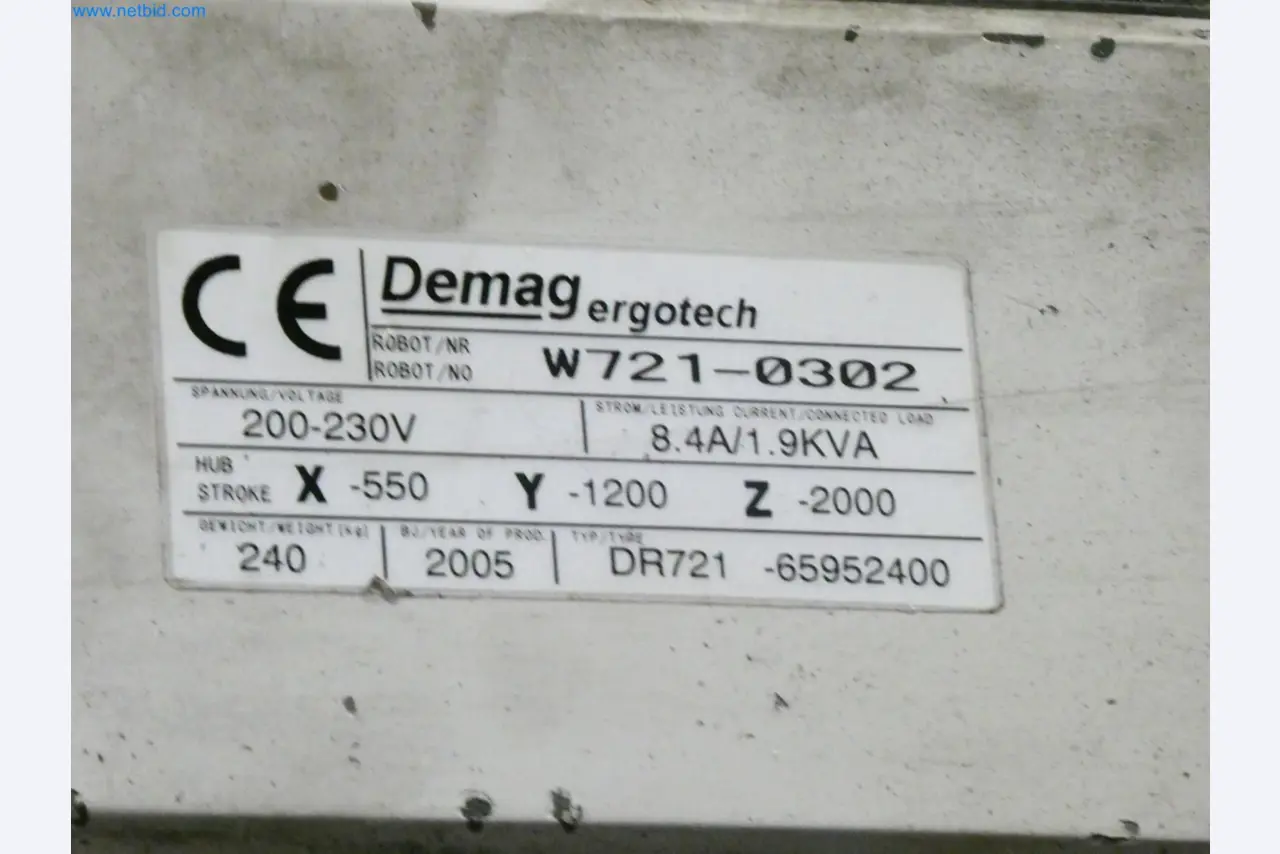 www.netbid.com
CE Demag ergotech
ROBOT/NR
ROBOT/NO W721-0302
SPANNUNG/VOLTAGE STROM/LEISTUNG CURRENT/CONNECTED LOAD
200-230V 8.4A/1.9KVA
HUB
STROKE X -550 Y -1200 Z -2000
GEWICHT/WEIGHT(kg) BJ/YEAR OF PROD. TYP/TYPE
240 2005 DR721 -65952400